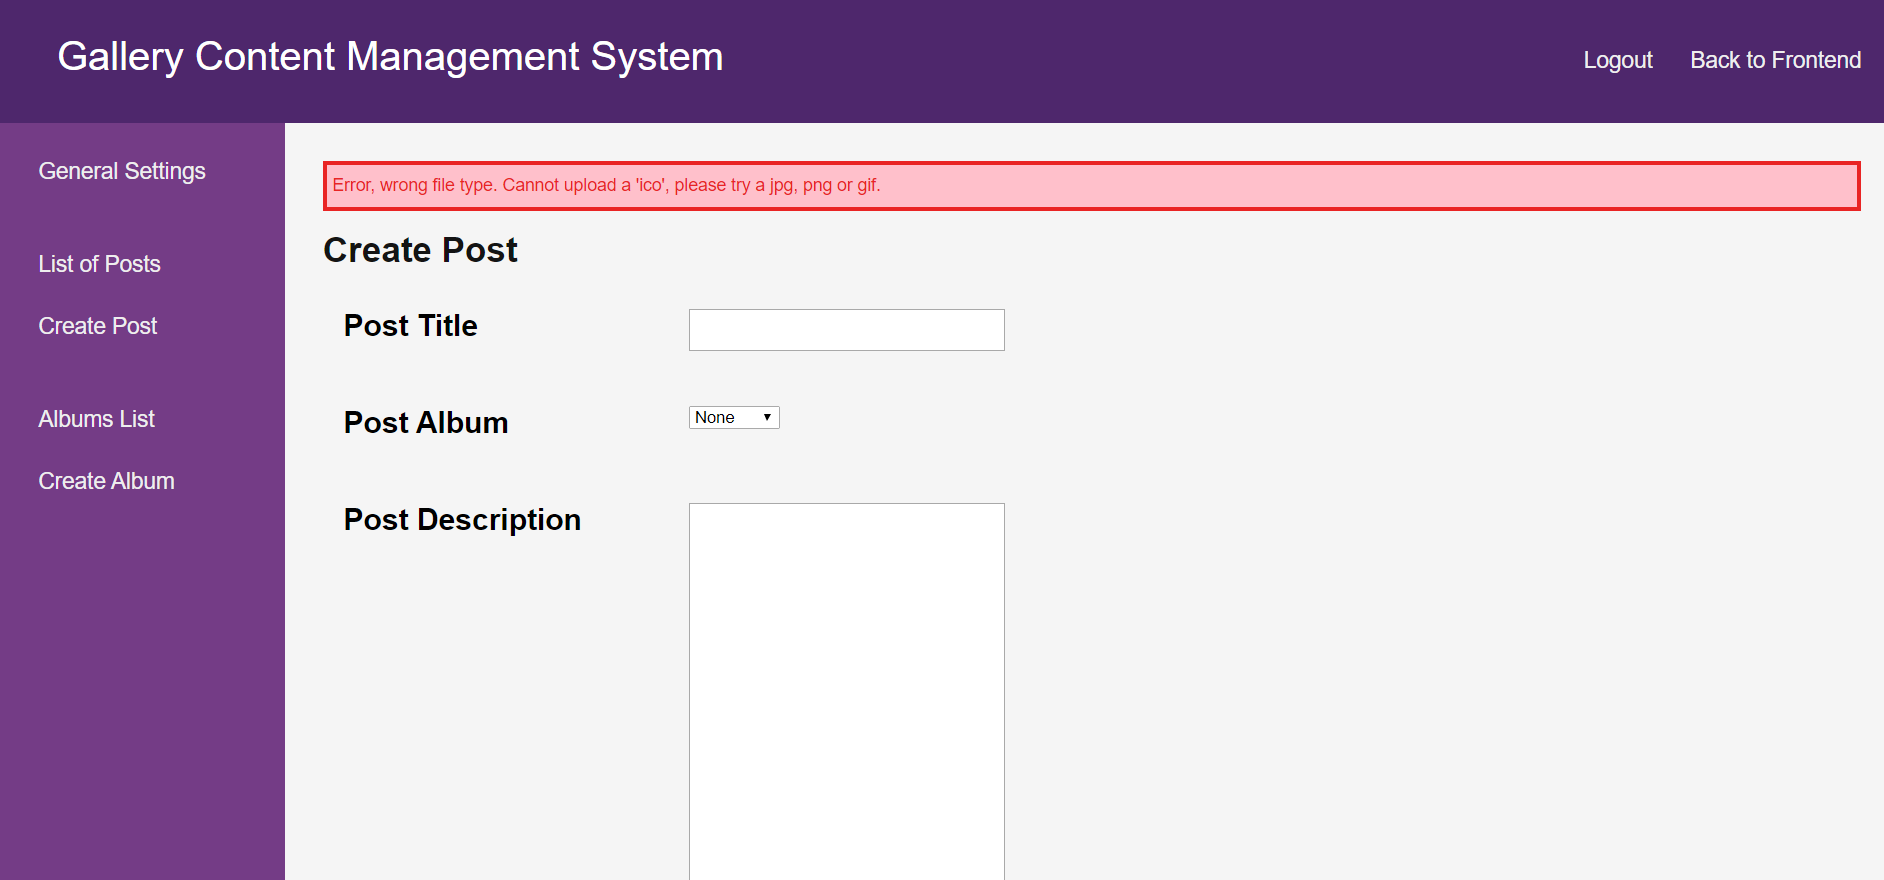 Gallery Content Management System
Logout
Back to Frontend
General Settings
List of Posts
Create Post
Albums List
Create Album
Error, wrong file type. Cannot upload a 'ico', please try a jpg, png or gif.
Create Post
Post Title
Post Album
None
Post Description